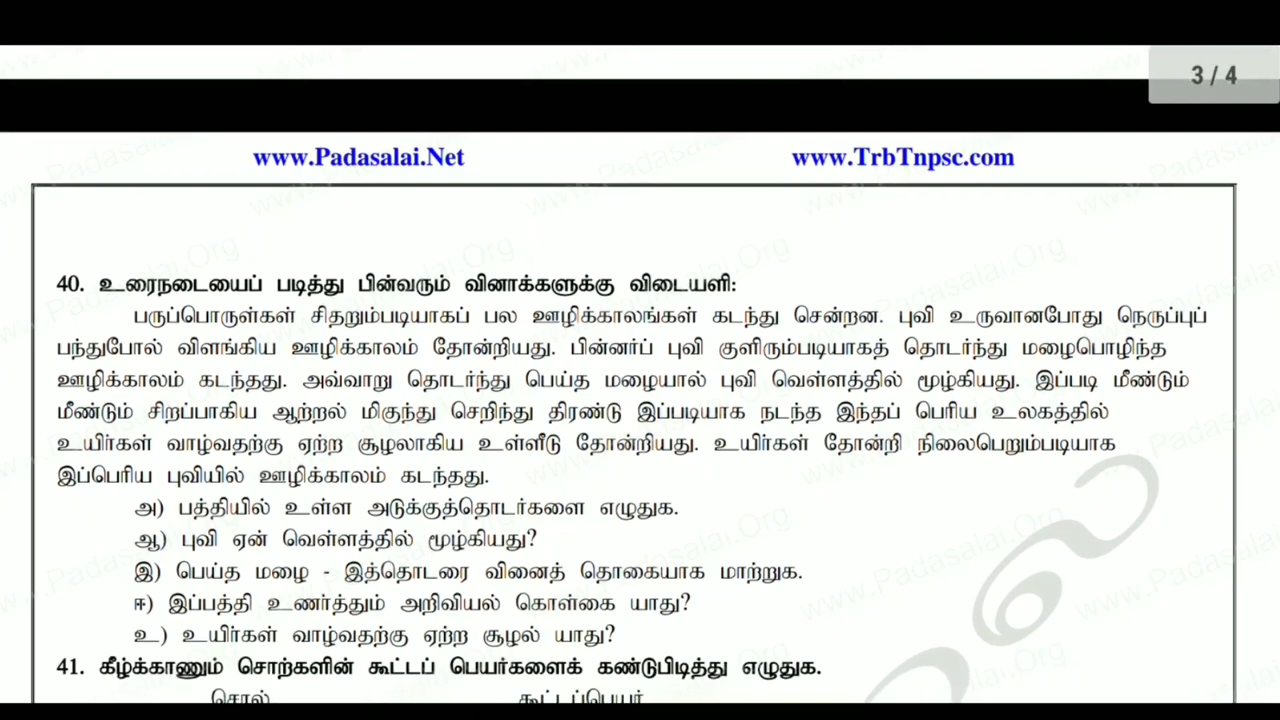 3 / 4
www.Padasalai.Net www.TrbTnpsc.com
40. உரைநடையைப் படித்து பின்வரும் வினாக்களுக்கு விடையளி:
பருப்பொருள்கள் சிதறும்படியாகப் பல ஊழிக்காலங்கள் கடந்து சென்றன. புவி உருவானபோது நெருப்புப்
பந்துபோல் விளங்கிய ஊழிக்காலம் தோன்றியது. பின்னர்ப் புவி குளிரும்படியாகத் தொடர்ந்து மழைபொழிந்த
ஊழிக்காலம் கடந்தது. அவ்வாறு தொடர்ந்து பெய்த மழையால் புவி வெள்ளத்தில் மூழ்கியது. இப்படி மீண்டும்
மீண்டும் சிறப்பாகிய ஆற்றல் மிகுந்து செறிந்து திரண்டு இப்படியாக நடந்த இந்தப் பெரிய உலகத்தில்
உயிர்கள் வாழ்வதற்கு ஏற்ற சூழலாகிய உள்ளீடு தோன்றியது. உயிர்கள் தோன்றி நிலைபெறும்படியாக
இப்பெரிய புவியில் ஊழிக்காலம் கடந்தது.
அ) பத்தியில் உள்ள அடுக்குத்தொடர்களை எழுதுக.
ஆ) புவி ஏன் வெள்ளத்தில் மூழ்கியது?
இ) பெய்த மழை - இத்தொடரை வினைத் தொகையாக மாற்றுக.
ஈ) இப்பத்தி உணர்த்தும் அறிவியல் கொள்கை யாது?
உ) உயிர்கள் வாழ்வதற்கு ஏற்ற சூழல் யாது?
41. கீழ்க்காணும் சொற்களின் கூட்டப் பெயர்களைக் கண்டுபிடித்து எழுதுக.
சொல் கூட்டப்பெயர்